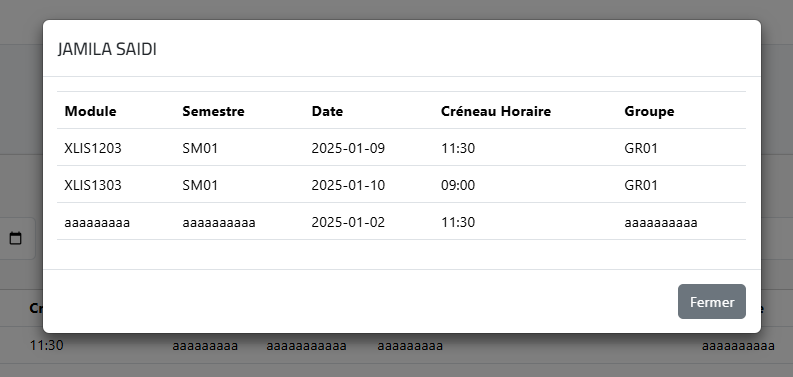 JAMILA SAIDI
Module Semestre Date Créneau Horaire Groupe
XLIS1203 SM01 2025-01-09 11:30 GR01
XLIS1303 SM01 2025-01-10 09:00 GR01
aaaaaaaaa aaaaaaaaaa 2025-01-02 11:30 aaaaaaaaaa
Fermer
11:30 aaaaaaaaa aaaaaaaaaaa aaaaaaaaa aaaaaaaaaa